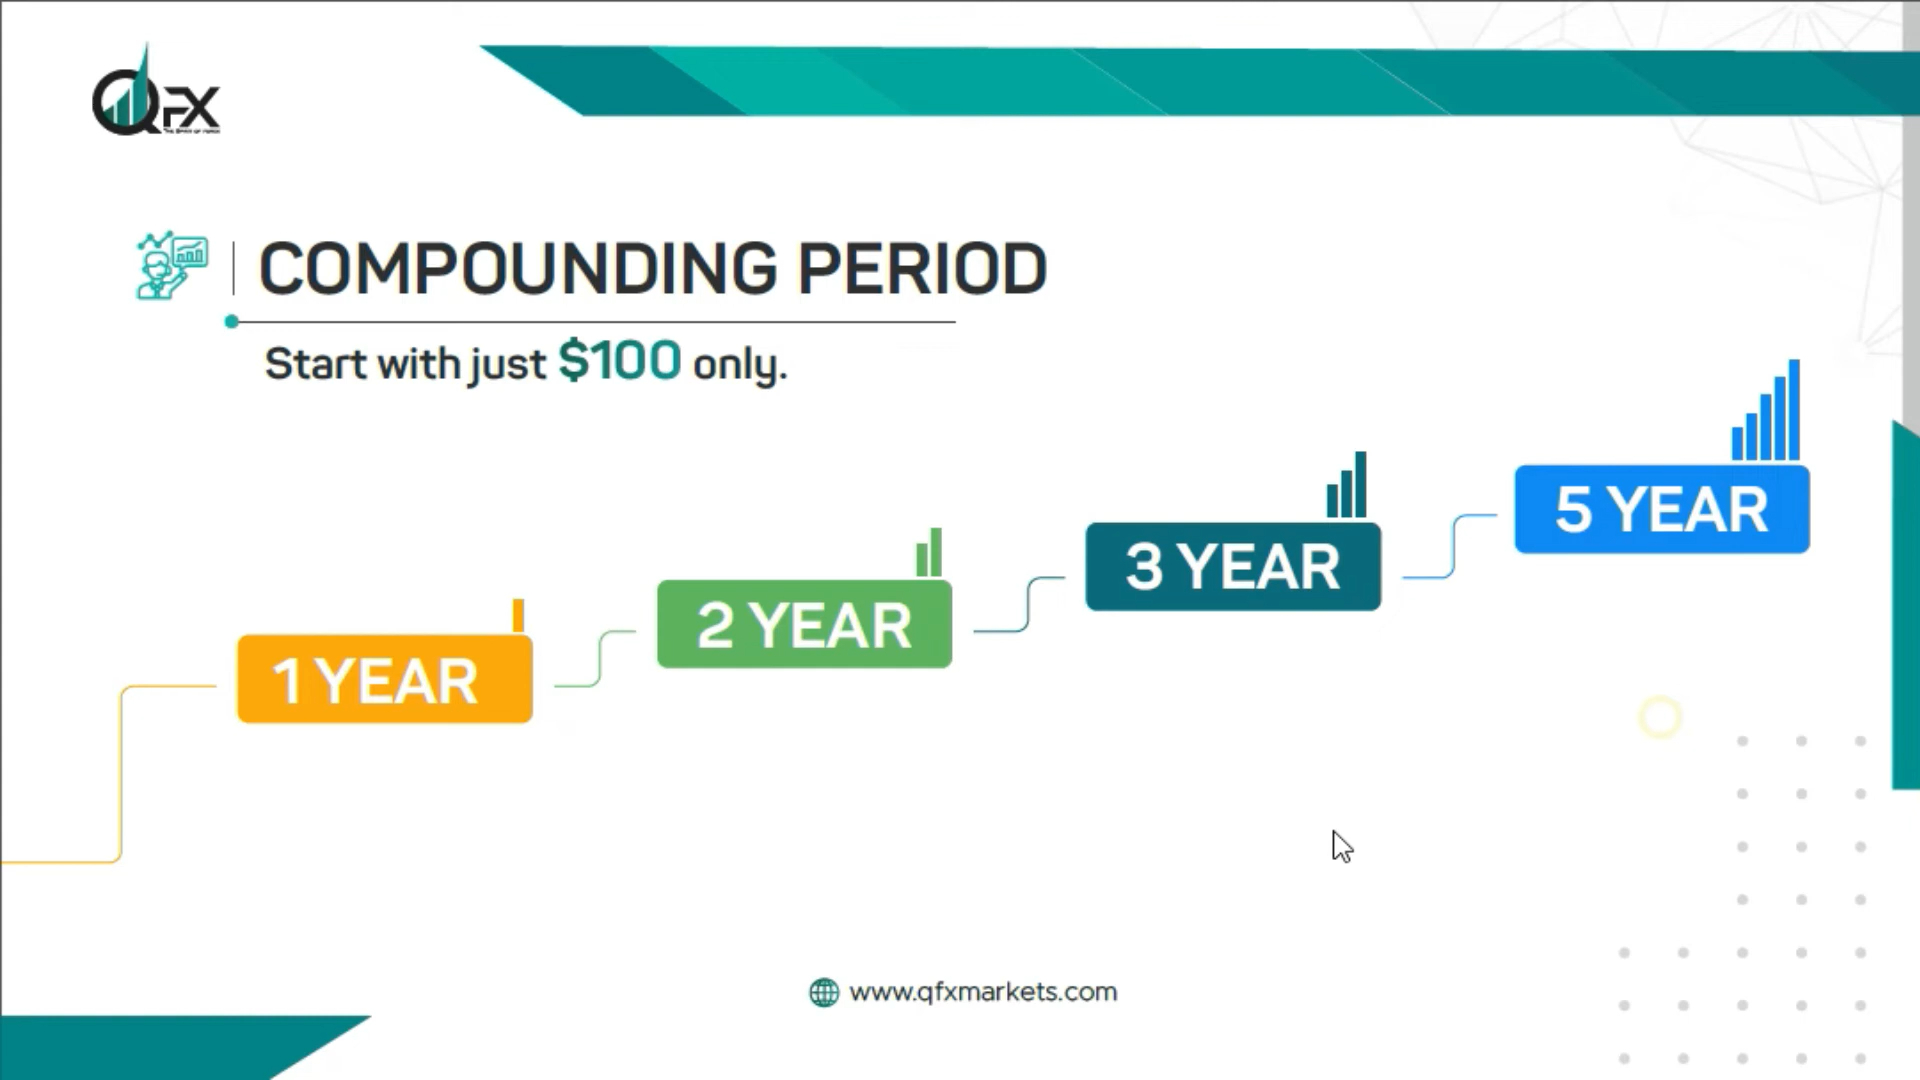 QFX
COMPOUNDING PERIOD
Start with just $100 only.
1 YEAR
2 YEAR
3 YEAR
5 YEAR
www.qfxmarkets.com